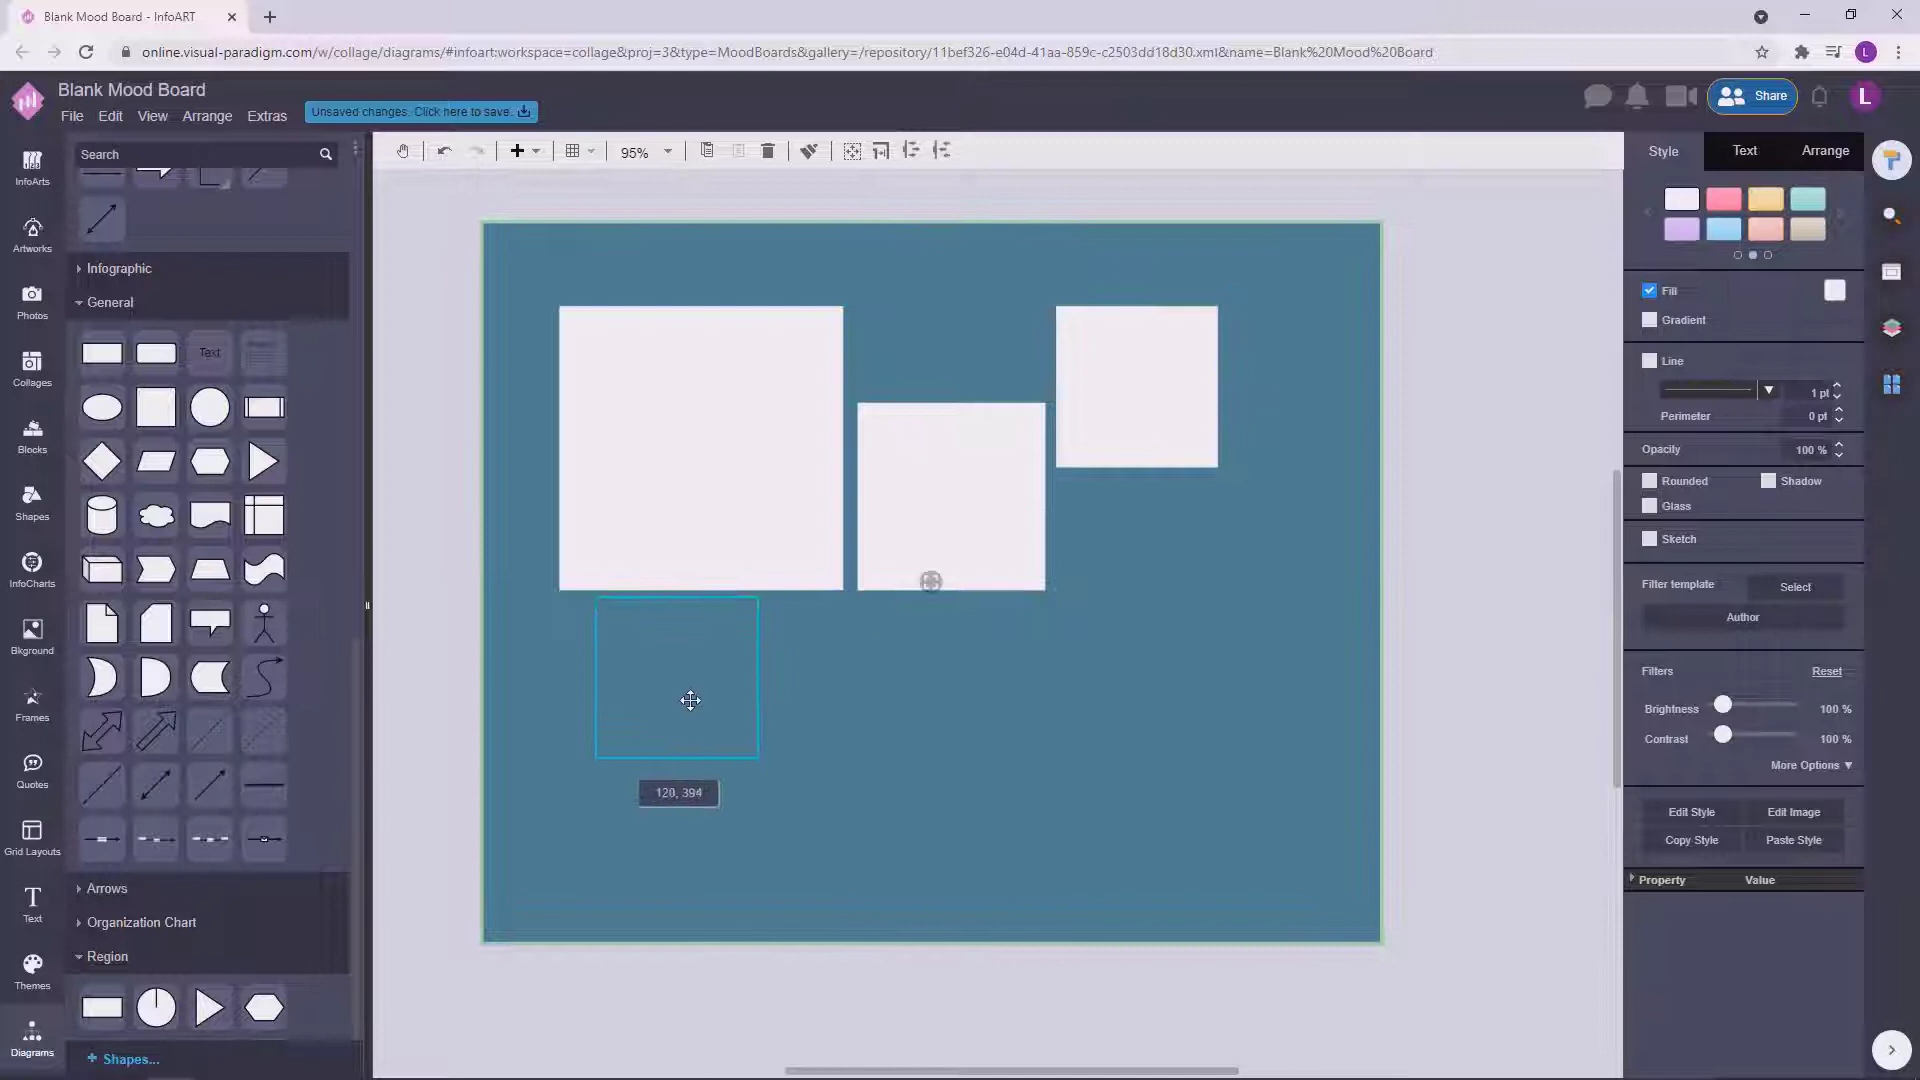 Blank Mood Board - InfoART
online.visual-paradigm.com/w/collage/diagrams/#infoart:workspace=collage&proj=3&type=MoodBoards&gallery=/repository/11bef326-e04d-41aa-859c-c2503dd18d30.xml&name=Blank%20Mood%20Board
L
Blank Mood Board
File Edit View Arrange Extras
Unsaved changes. Click here to save.
Share
L
InfoArts
Artworks
Photos
Collages
Blocks
Shapes
InfoCharts
Bkground
Frames
Quotes
Grid Layouts
Text
Themes
Diagrams
Search
Infographic
General
Text
Arrows
Organization Chart
Region
+ Shapes...
95%
120, 394
Style Text Arrange
Fill
Gradient
Line
1 pt
Perimeter 0 pt
Opacity 100 %
Rounded Shadow
Glass
Sketch
Filter template Select
Author
Filters Reset
Brightness 100 %
Contrast 100 %
More Options
Edit Style Edit Image
Copy Style Paste Style
Property Value